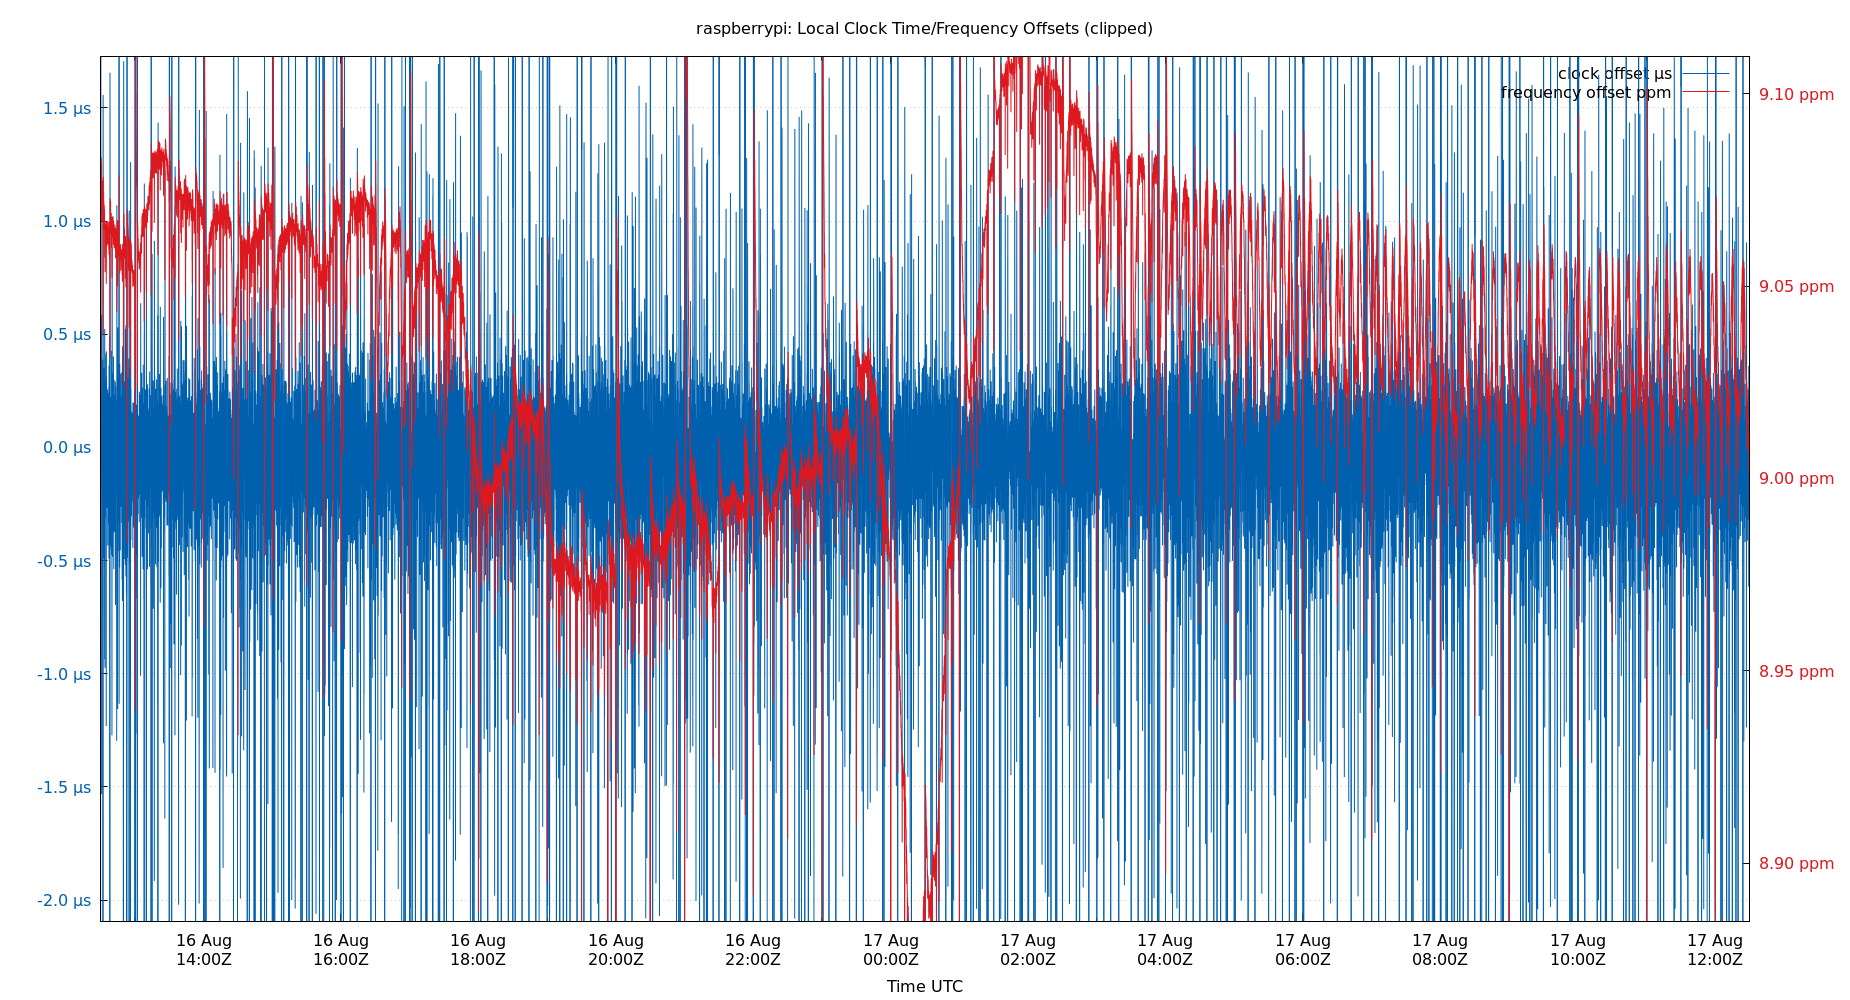 raspberrypi: Local Clock Time/Frequency Offsets (clipped)
clock offset µs
frequency offset ppm
1.5 µs
1.0 µs
0.5 µs
0.0 µs
-0.5 µs
-1.0 µs
-1.5 µs
-2.0 µs
9.10 ppm
9.05 ppm
9.00 ppm
8.95 ppm
8.90 ppm
16 Aug 16 Aug 16 Aug 16 Aug 16 Aug 17 Aug 17 Aug 17 Aug 17 Aug 17 Aug 17 Aug 17 Aug
14:00Z 16:00Z 18:00Z 20:00Z 22:00Z 00:00Z 02:00Z 04:00Z 06:00Z 08:00Z 10:00Z 12:00Z
Time UTC